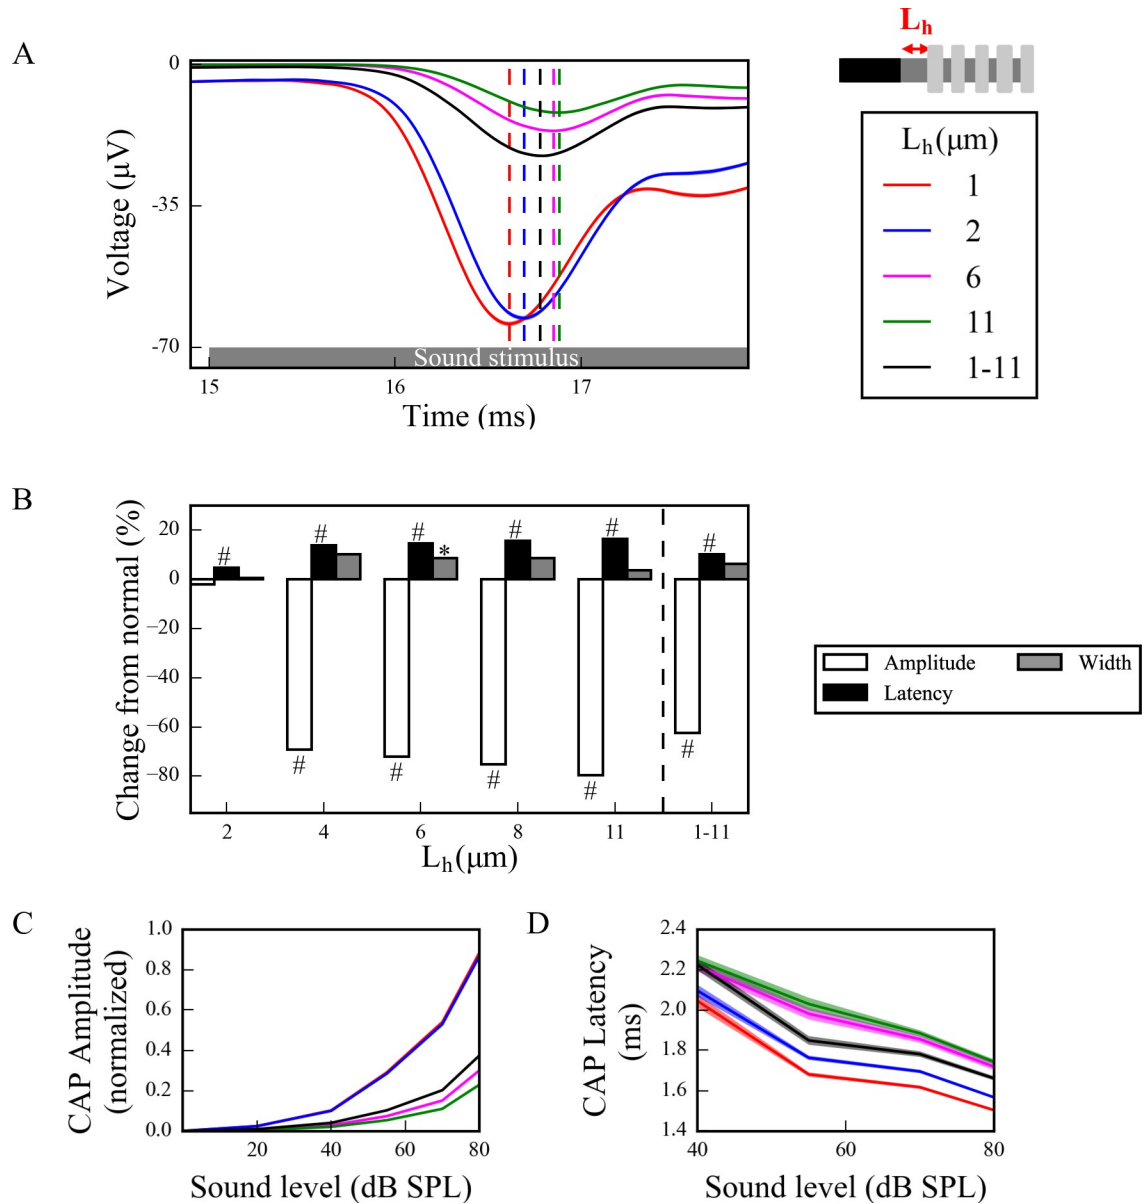 A
L_h
0
-35
-70
Voltage (μV)
Sound stimulus
15 16 17
Time (ms)
L_h(μm)
1
2
6
11
1-11
B
20
0
−20
−40
−60
−80
Change from normal (%)
# # # * # # #
# # # # #
2 4 6 8 11 1-11
L_h(μm)
Amplitude Width
Latency
C
1.0
0.8
0.6
0.4
0.2
0.0
CAP Amplitude
(normalized)
20 40 60 80
Sound level (dB SPL)
D
2.4
2.2
2.0
1.8
1.6
1.4
CAP Latency
(ms)
40 60 80
Sound level (dB SPL)